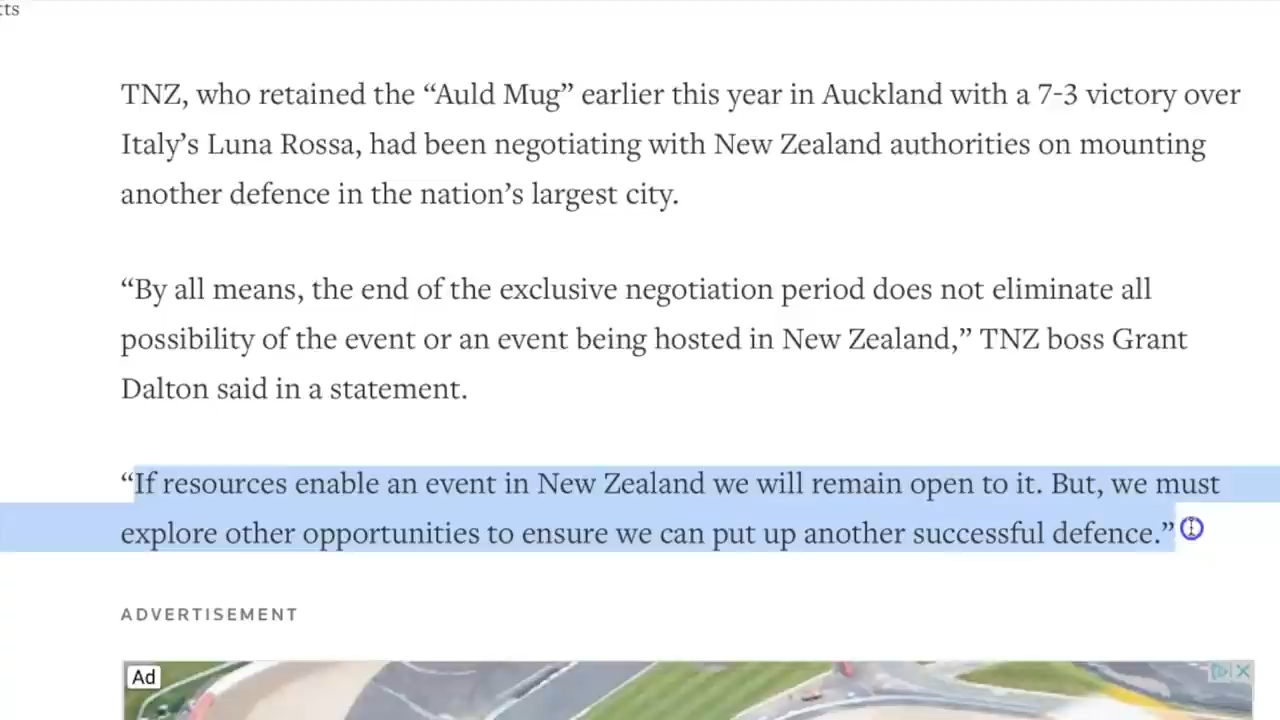 TNZ, who retained the “Auld Mug” earlier this year in Auckland with a 7-3 victory over
Italy’s Luna Rossa, had been negotiating with New Zealand authorities on mounting
another defence in the nation’s largest city.
“By all means, the end of the exclusive negotiation period does not eliminate all
possibility of the event or an event being hosted in New Zealand,” TNZ boss Grant
Dalton said in a statement.
“If resources enable an event in New Zealand we will remain open to it. But, we must
explore other opportunities to ensure we can put up another successful defence.”
ADVERTISEMENT
Ad